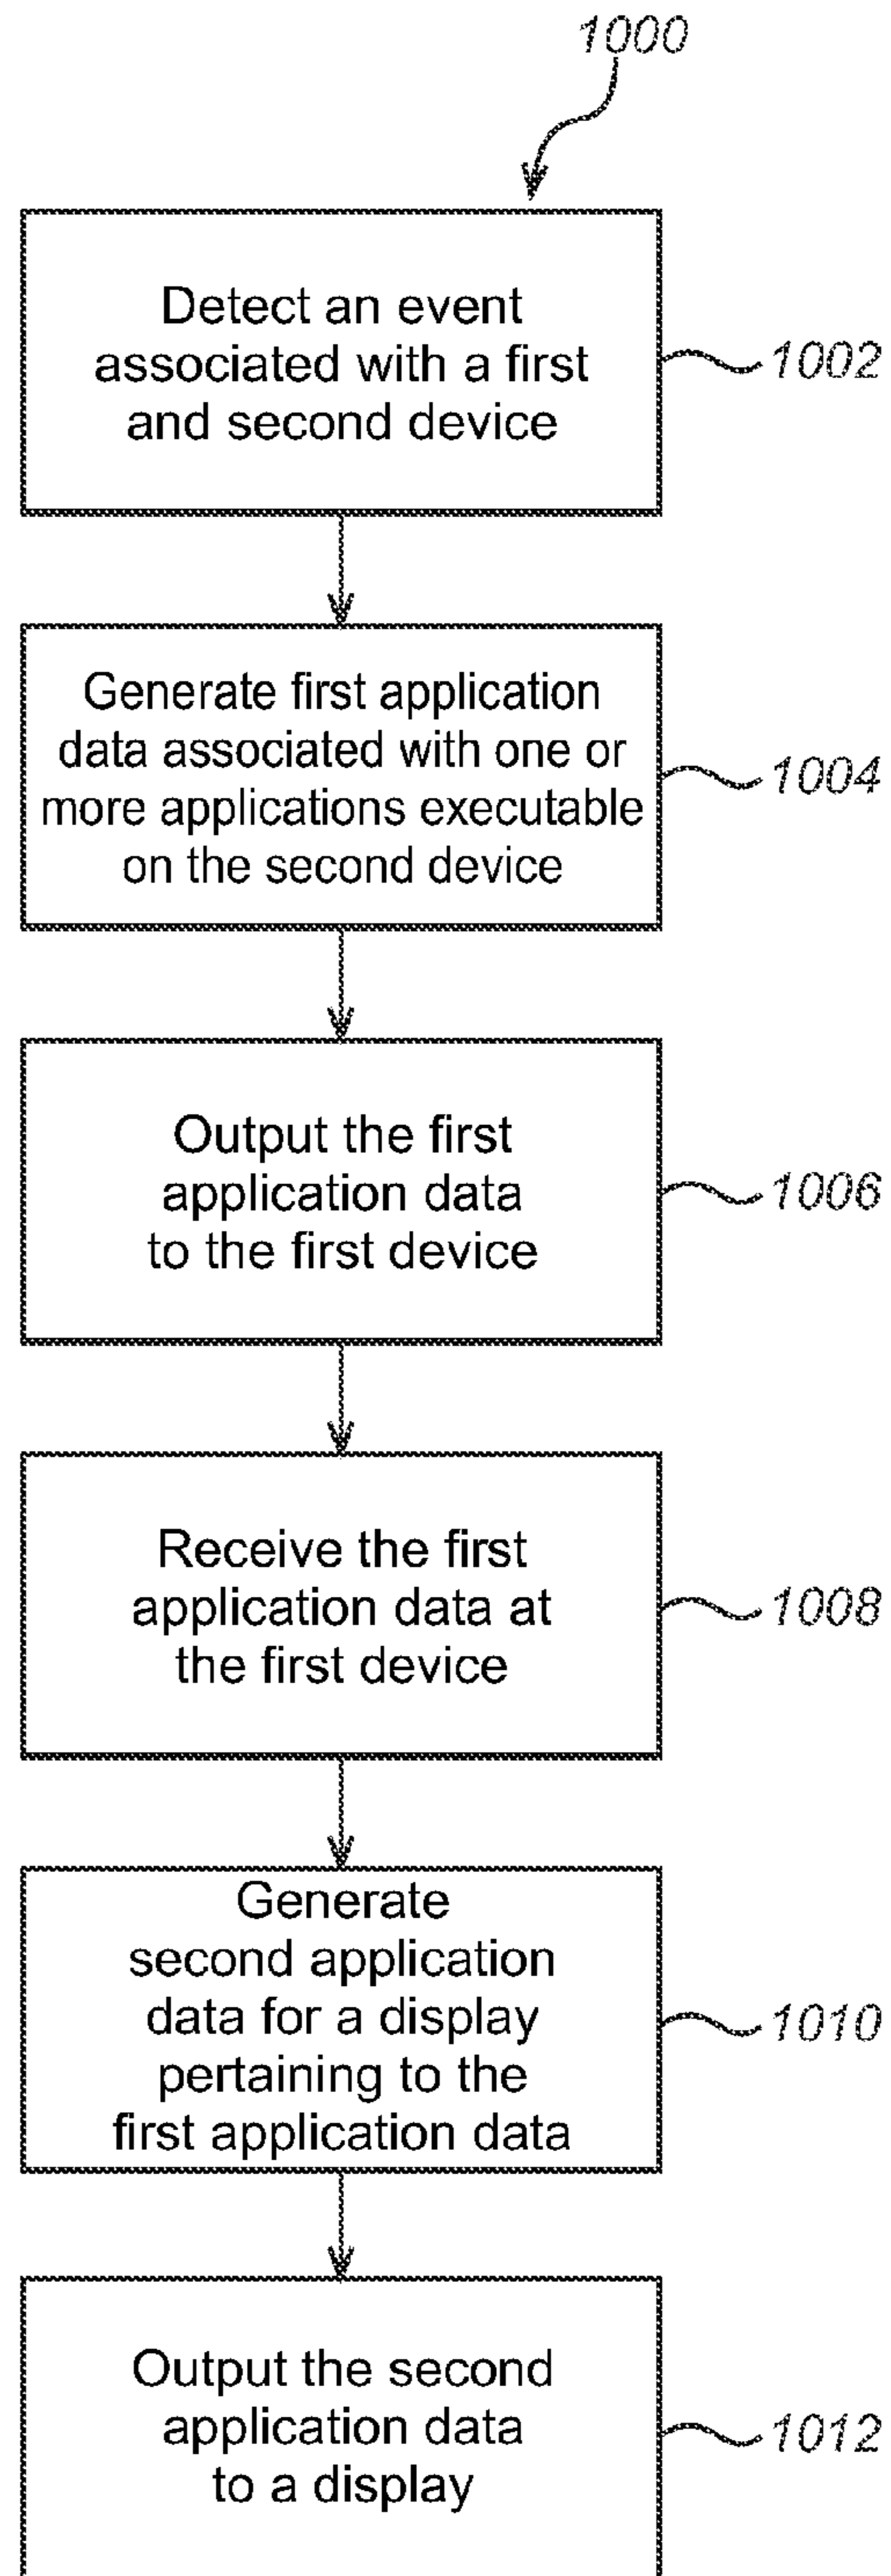 1000
Detect an event
associated with a first
and second device
1002
Generate first application
data associated with one or
more applications executable
on the second device
1004
Output the first
application data
to the first device
1006
Receive the first
application data at
the first device
1008
Generate
second application
data for a display
pertaining to the
first application data
1010
Output the second
application data
to a display
1012